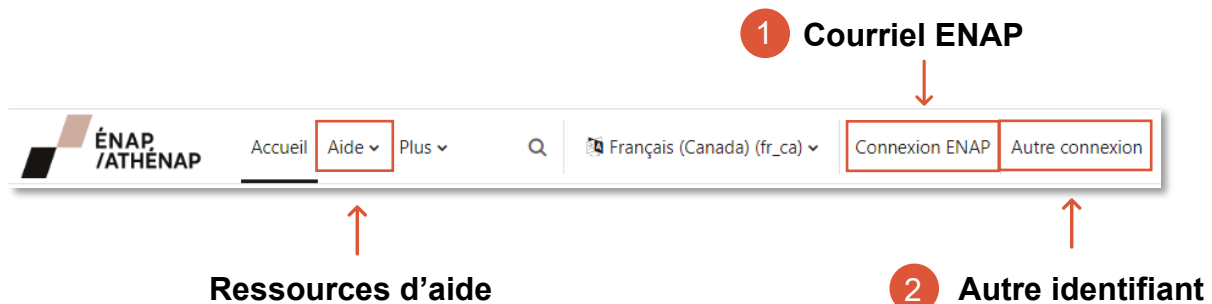 1 Courriel ENAP
ÉNAP
/ATHÉNAP
Accueil Aide Plus Français (Canada) (fr_ca) Connexion ENAP Autre connexion
Ressources d’aide
2 Autre identifiant